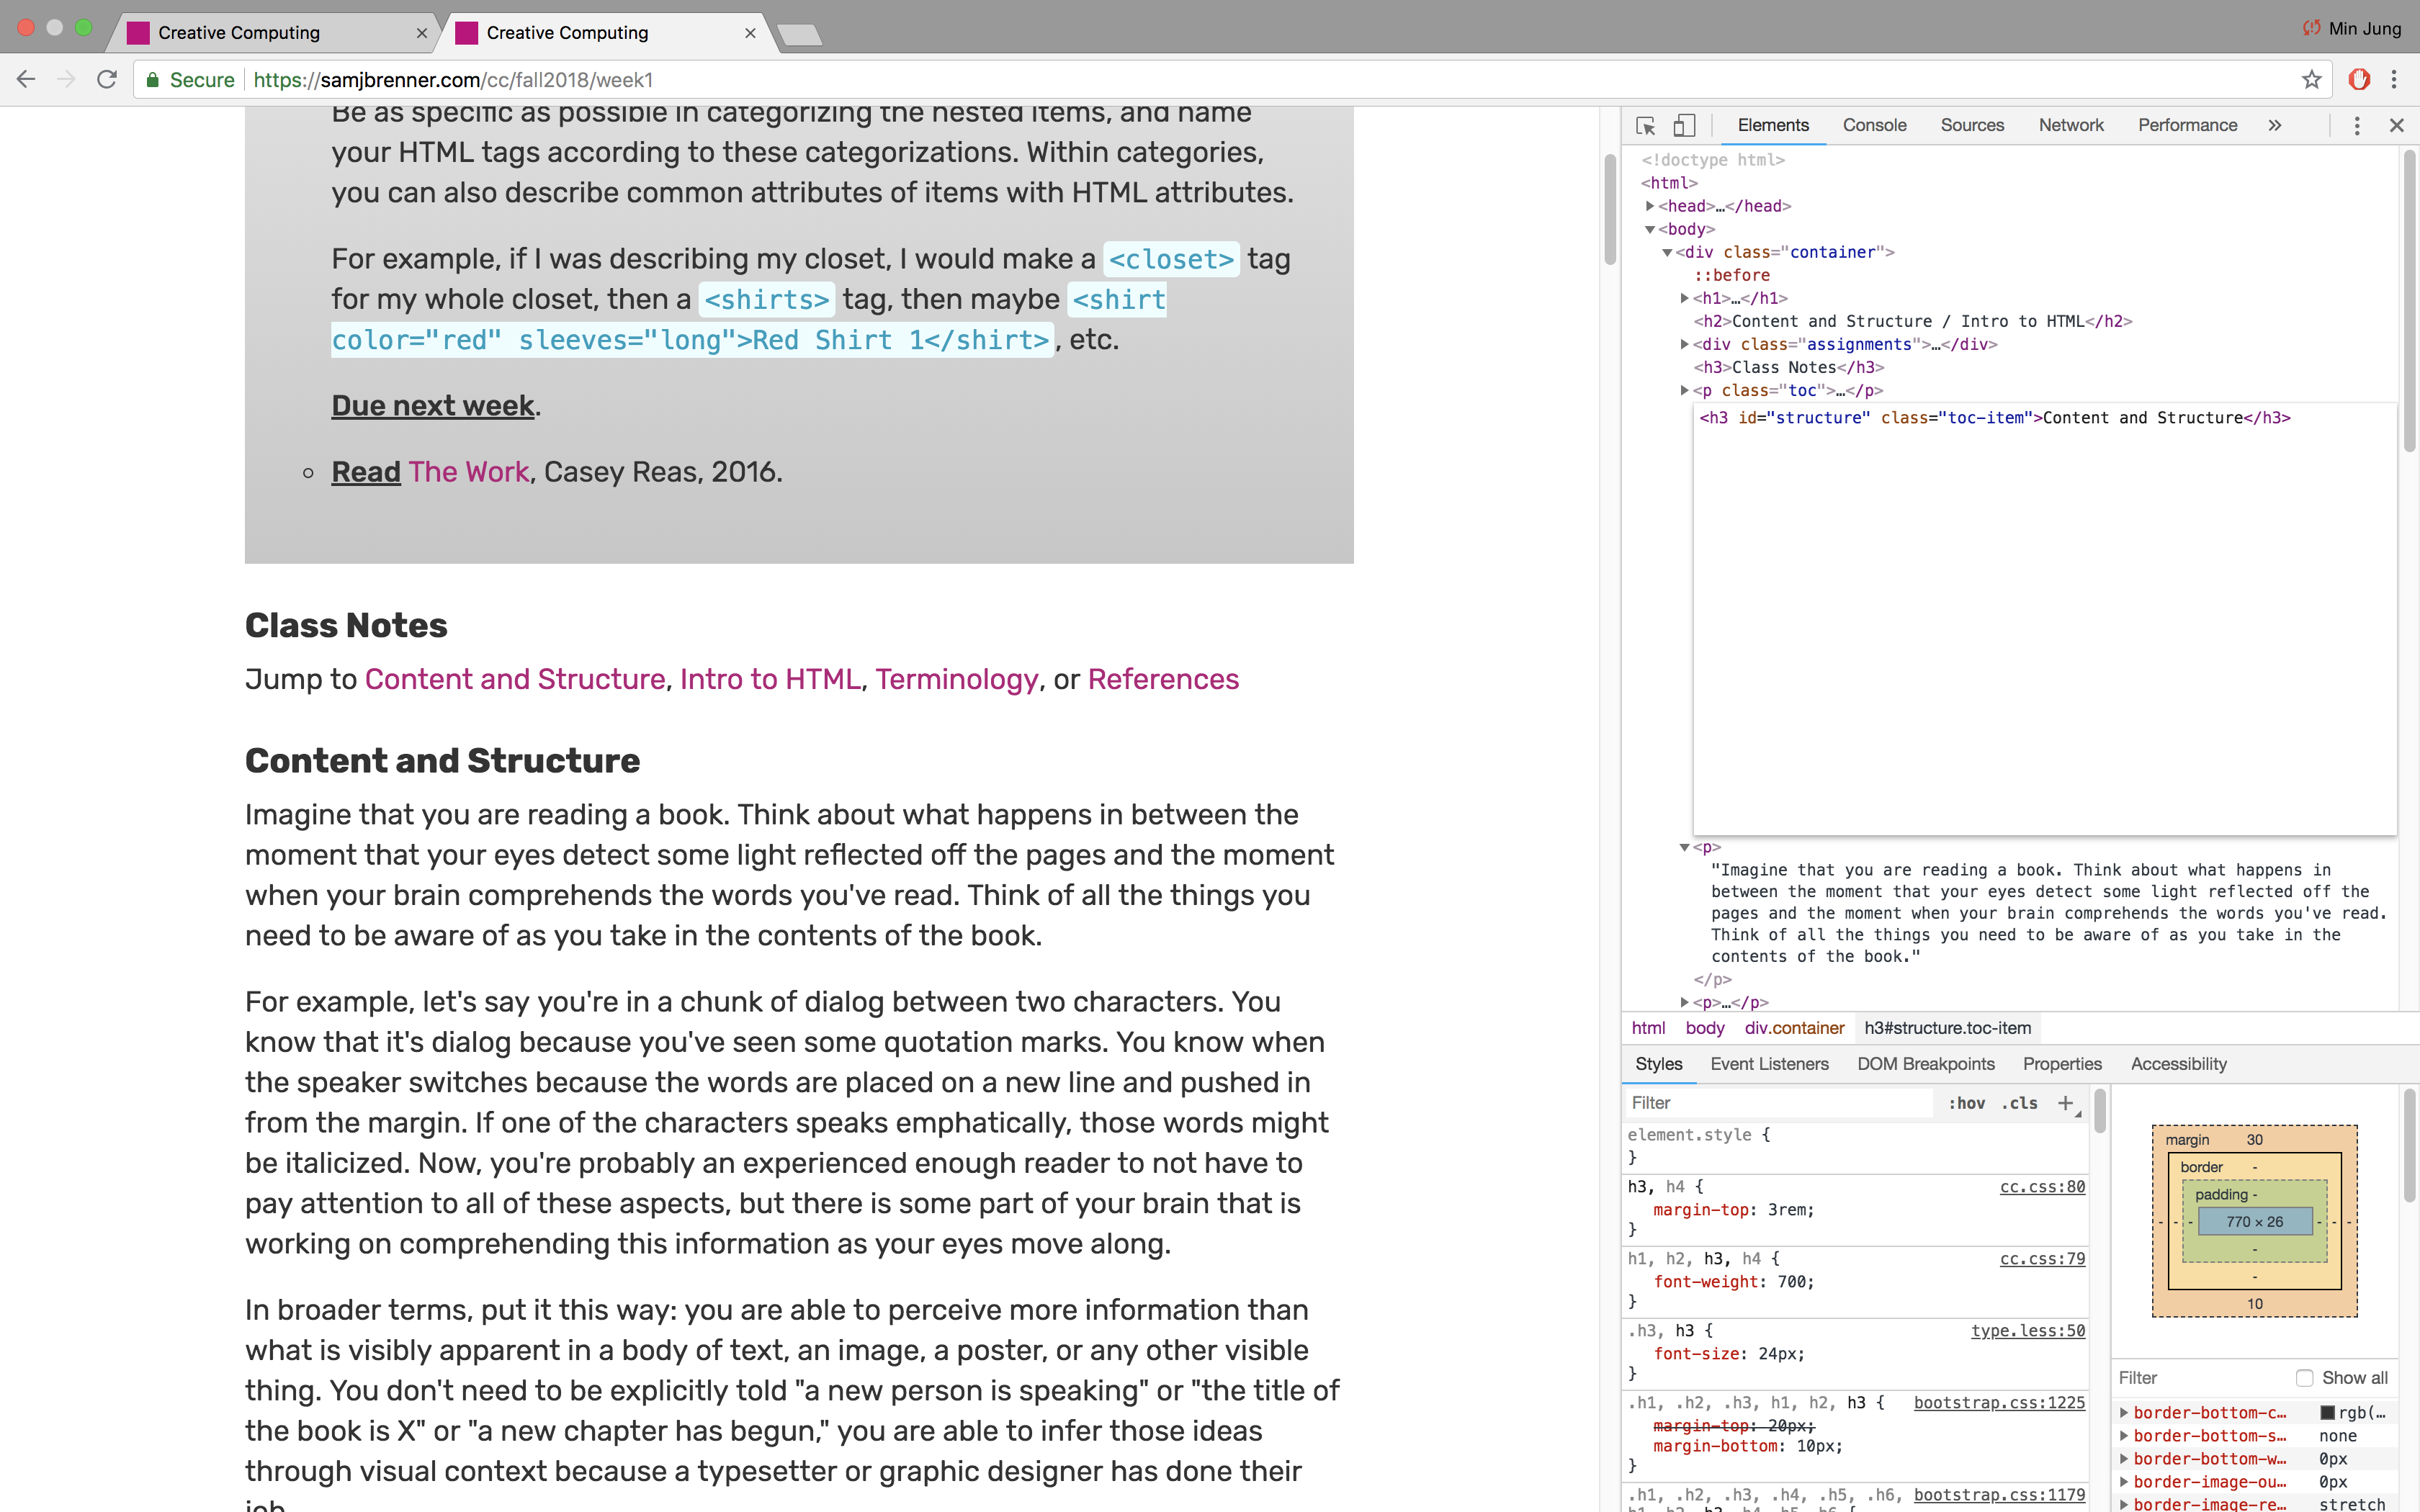 Creative Computing
Creative Computing
Min Jung
Secure https://samjbrenner.com/cc/fall2018/week1
Be as specific as possible in categorizing the nested items, and name
your HTML tags according to these categorizations. Within categories,
you can also describe common attributes of items with HTML attributes.
For example, if I was describing my closet, I would make a <closet> tag
for my whole closet, then a <shirts> tag, then maybe <shirt
color="red" sleeves="long">Red Shirt 1</shirt>, etc.
Due next week.
Read The Work, Casey Reas, 2016.
Class Notes
Jump to Content and Structure, Intro to HTML, Terminology, or References
Content and Structure
Imagine that you are reading a book. Think about what happens in between the
moment that your eyes detect some light reflected off the pages and the moment
when your brain comprehends the words you've read. Think of all the things you
need to be aware of as you take in the contents of the book.
For example, let's say you're in a chunk of dialog between two characters. You
know that it's dialog because you've seen some quotation marks. You know when
the speaker switches because the words are placed on a new line and pushed in
from the margin. If one of the characters speaks emphatically, those words might
be italicized. Now, you're probably an experienced enough reader to not have to
pay attention to all of these aspects, but there is some part of your brain that is
working on comprehending this information as your eyes move along.
In broader terms, put it this way: you are able to perceive more information than
what is visibly apparent in a body of text, an image, a poster, or any other visible
thing. You don't need to be explicitly told "a new person is speaking" or "the title of
the book is X" or "a new chapter has begun," you are able to infer those ideas
through visual context because a typesetter or graphic designer has done their
job
Elements Console Sources Network Performance »
<!doctype html>
<html>
<head>…</head>
<body>
<div class="container">
::before
<h1>…</h1>
<h2>Content and Structure / Intro to HTML</h2>
<div class="assignments">…</div>
<h3>Class Notes</h3>
<p class="toc">…</p>
<h3 id="structure" class="toc-item">Content and Structure</h3>
<p>
"Imagine that you are reading a book. Think about what happens in
between the moment that your eyes detect some light reflected off the
pages and the moment when your brain comprehends the words you've read.
Think of all the things you need to be aware of as you take in the
contents of the book."
</p>
<p>…</p>
html body div.container h3#structure.toc-item
Styles Event Listeners DOM Breakpoints Properties Accessibility
Filter :hov .cls +
element.style {
}
h3, h4 { cc.css:80
margin-top: 3rem;
}
h1, h2, h3, h4 { cc.css:79
font-weight: 700;
}
.h3, h3 { type.less:50
font-size: 24px;
}
.h1, .h2, .h3, h1, h2, h3 { bootstrap.css:1225
margin-top: 20px;
margin-bottom: 10px;
}
.h1, .h2, .h3, .h4, .h5, .h6, bootstrap.css:1179
margin 30
border -
padding -
- - - 770 × 26 - - -
-
-
10
Filter Show all
border-bottom-c… rgb(…
border-bottom-s… none
border-bottom-w… 0px
border-image-ou… 0px
border-image-re… stretch